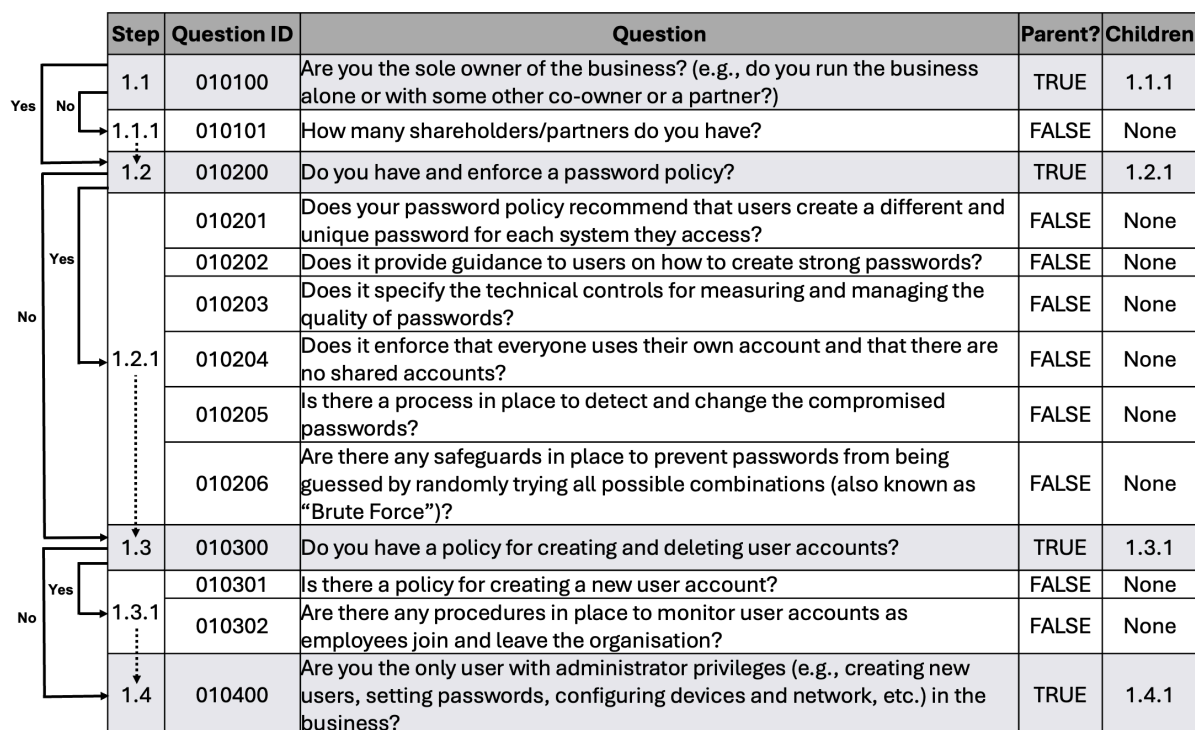 Step Question ID Question Parent? Children
1.1 010100 Are you the sole owner of the business? (e.g., do you run the business
alone or with some other co-owner or a partner?) TRUE 1.1.1
Yes No
1.1.1 010101 How many shareholders/partners do you have? FALSE None
1.2 010200 Do you have and enforce a password policy? TRUE 1.2.1
010201 Does your password policy recommend that users create a different and
unique password for each system they access? FALSE None
Yes
010202 Does it provide guidance to users on how to create strong passwords? FALSE None
No
010203 Does it specify the technical controls for measuring and managing the
quality of passwords? FALSE None
1.2.1 010204 Does it enforce that everyone uses their own account and that there are
no shared accounts? FALSE None
010205 Is there a process in place to detect and change the compromised
passwords? FALSE None
010206 Are there any safeguards in place to prevent passwords from being
guessed by randomly trying all possible combinations (also known as
“Brute Force”)? FALSE None
1.3 010300 Do you have a policy for creating and deleting user accounts? TRUE 1.3.1
Yes
010301 Is there a policy for creating a new user account? FALSE None
No
1.3.1 010302 Are there any procedures in place to monitor user accounts as
employees join and leave the organisation? FALSE None
1.4 010400 Are you the only user with administrator privileges (e.g., creating new
users, setting passwords, configuring devices and network, etc.) in the
business? TRUE 1.4.1